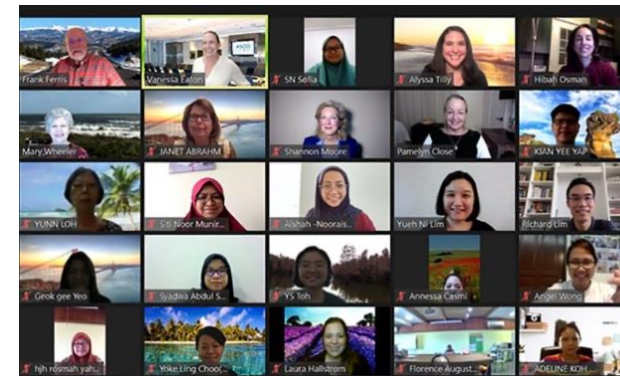 Frank Ferris
Vanessa Eaton
ASCO
SN Sofia
Alyssa Tilly
Hibah Osman
Mary Wheeler
JANET ABRAHM
Shannon Moore
Pamelyn Close
KIAN YEE YAP
YUNN LOH
Siti Noor Munir...
Aishah -Noorais...
Yueh Ni Lim
Richard Lim
Geok gee Yeo
Syadwa Abdul S...
YS Toh
Annessa Casmi
Angel Wong
hjh rosmah yah...
Yoke Ling Choo(...
Laura Hallstrom
Florence August...
ADELINE KOH...